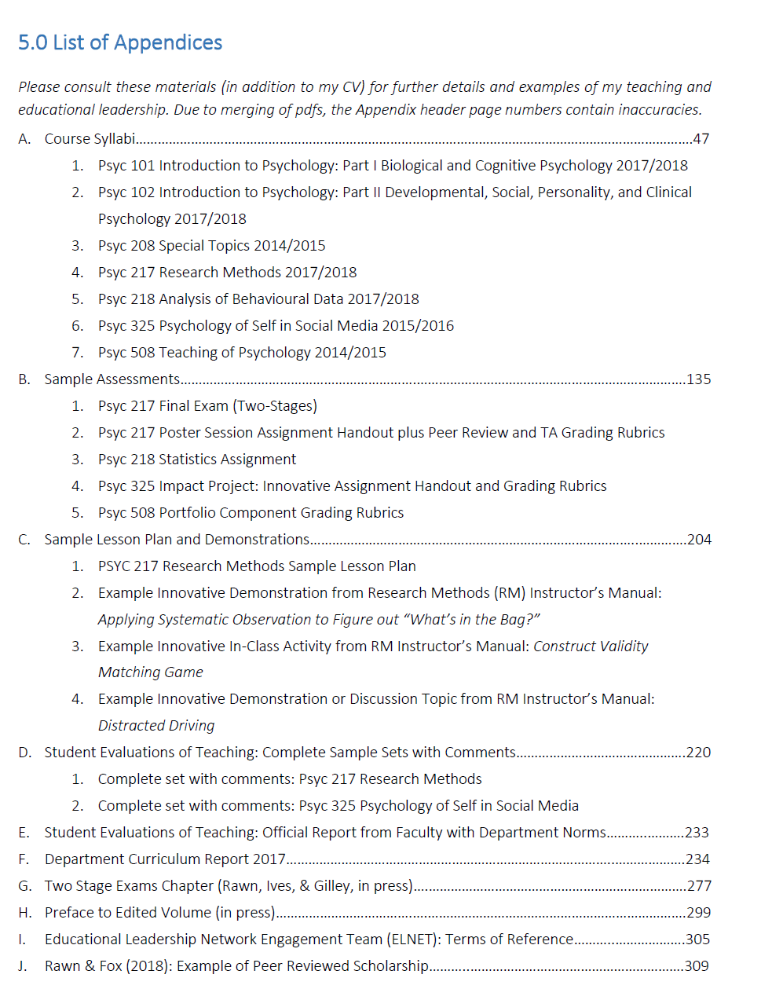 5.0 List of Appendices
Please consult these materials (in addition to my CV) for further details and examples of my teaching and
educational leadership. Due to merging of pdfs, the Appendix header page numbers contain inaccuracies.
A. Course Syllabi....................................................................................................................................................47
1. Psyc 101 Introduction to Psychology: Part I Biological and Cognitive Psychology 2017/2018
2. Psyc 102 Introduction to Psychology: Part II Developmental, Social, Personality, and Clinical
Psychology 2017/2018
3. Psyc 208 Special Topics 2014/2015
4. Psyc 217 Research Methods 2017/2018
5. Psyc 218 Analysis of Behavioural Data 2017/2018
6. Psyc 325 Psychology of Self in Social Media 2015/2016
7. Psyc 508 Teaching of Psychology 2014/2015
B. Sample Assessments.......................................................................................................................................135
1. Psyc 217 Final Exam (Two-Stages)
2. Psyc 217 Poster Session Assignment Handout plus Peer Review and TA Grading Rubrics
3. Psyc 218 Statistics Assignment
4. Psyc 325 Impact Project: Innovative Assignment Handout and Grading Rubrics
5. Psyc 508 Portfolio Component Grading Rubrics
C. Sample Lesson Plan and Demonstrations.....................................................................................................204
1. PSYC 217 Research Methods Sample Lesson Plan
2. Example Innovative Demonstration from Research Methods (RM) Instructor’s Manual:
Applying Systematic Observation to Figure out “What’s in the Bag?”
3. Example Innovative In-Class Activity from RM Instructor’s Manual: Construct Validity
Matching Game
4. Example Innovative Demonstration or Discussion Topic from RM Instructor’s Manual:
Distracted Driving
D. Student Evaluations of Teaching: Complete Sample Sets with Comments.............................................220
1. Complete set with comments: Psyc 217 Research Methods
2. Complete set with comments: Psyc 325 Psychology of Self in Social Media
E. Student Evaluations of Teaching: Official Report from Faculty with Department Norms.....................233
F. Department Curriculum Report 2017..........................................................................................................234
G. Two Stage Exams Chapter (Rawn, Ives, & Gilley, in press).........................................................................277
H. Preface to Edited Volume (in press).............................................................................................................299
I. Educational Leadership Network Engagement Team (ELNET): Terms of Reference..............................305
J. Rawn & Fox (2018): Example of Peer Reviewed Scholarship....................................................................309